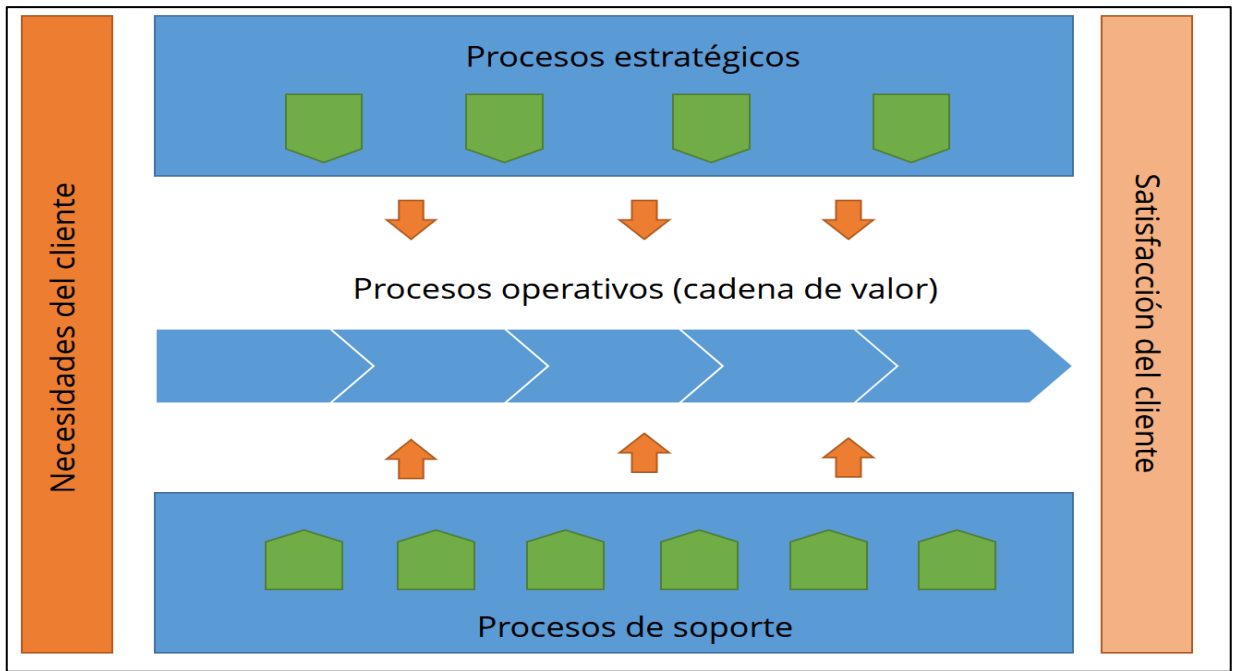 Necesidades del cliente
Procesos estratégicos
Procesos operativos (cadena de valor)
Procesos de soporte
Satisfacción del cliente